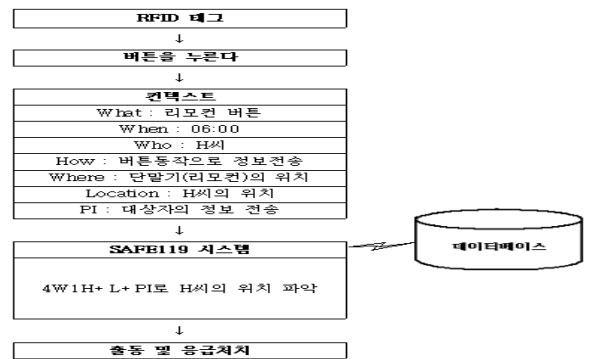 RFID 태그
↓
버튼을 누른다
↓
컨텍스트
What : 리모컨 버튼
When : 06:00
Who : H씨
How : 버튼동작으로 정보전송
Where : 단말기(리모컨)의 위치
Location : H씨의 위치
PI : 대상자의 정보 전송
↓
SAFE119 시스템
데이터베이스
4W1H+ L+ PI로 H씨의 위치 파악
↓
출동 및 응급처치